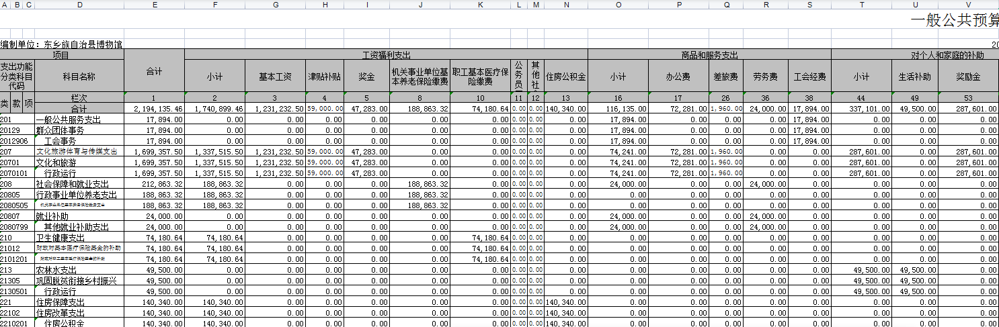 A B C D E F G H I J K L M N O P Q R S T U V
一般公共预算
编制单位：东乡族自治县博物馆 20
项目 合计 工资福利支出 商品和服务支出 对个人和家庭的补助
支出功能分类科目代码 科目名称 小计 基本工资 津贴补贴 奖金 机关事业单位基本养老保险缴费 职工基本医疗保险缴费 公务员 其他社 住房公积金 小计 办公费 差旅费 劳务费 工会经费 小计 生活补助 奖励金
类 款 项 栏次 1 2 3 4 5 8 10 11 12 13 16 17 26 36 38 44 49 53
合计 2,194,135.46 1,740,899.46 1,231,232.50 59,000.00 47,283.00 188,863.32 74,180.64 0.00 0.00 140,340.00 116,135.00 72,281.00 1,960.00 24,000.00 17,894.00 337,101.00 49,500.00 287,601.00
201 一般公共服务支出 17,894.00 0.00 0.00 0.00 0.00 0.00 0.00 0.00 0.00 0.00 17,894.00 0.00 0.00 0.00 17,894.00 0.00 0.00 0.00
20129 群众团体事务 17,894.00 0.00 0.00 0.00 0.00 0.00 0.00 0.00 0.00 0.00 17,894.00 0.00 0.00 0.00 17,894.00 0.00 0.00 0.00
2012906 工会事务 17,894.00 0.00 0.00 0.00 0.00 0.00 0.00 0.00 0.00 0.00 17,894.00 0.00 0.00 0.00 17,894.00 0.00 0.00 0.00
207 文化旅游体育与传媒支出 1,699,357.50 1,337,515.50 1,231,232.50 59,000.00 47,283.00 0.00 0.00 0.00 0.00 0.00 74,241.00 72,281.00 1,960.00 0.00 0.00 287,601.00 0.00 287,601.00
20701 文化和旅游 1,699,357.50 1,337,515.50 1,231,232.50 59,000.00 47,283.00 0.00 0.00 0.00 0.00 0.00 74,241.00 72,281.00 1,960.00 0.00 0.00 287,601.00 0.00 287,601.00
2070101 行政运行 1,699,357.50 1,337,515.50 1,231,232.50 59,000.00 47,283.00 0.00 0.00 0.00 0.00 0.00 74,241.00 72,281.00 1,960.00 0.00 0.00 287,601.00 0.00 287,601.00
208 社会保障和就业支出 212,863.32 188,863.32 0.00 0.00 0.00 188,863.32 0.00 0.00 0.00 0.00 24,000.00 0.00 0.00 24,000.00 0.00 0.00 0.00 0.00
20805 行政事业单位养老支出 188,863.32 188,863.32 0.00 0.00 0.00 188,863.32 0.00 0.00 0.00 0.00 0.00 0.00 0.00 0.00 0.00 0.00 0.00 0.00
2080505 机关事业单位基本养老保险缴费支出 188,863.32 188,863.32 0.00 0.00 0.00 188,863.32 0.00 0.00 0.00 0.00 0.00 0.00 0.00 0.00 0.00 0.00 0.00 0.00
20807 就业补助 24,000.00 0.00 0.00 0.00 0.00 0.00 0.00 0.00 0.00 0.00 24,000.00 0.00 0.00 24,000.00 0.00 0.00 0.00 0.00
2080799 其他就业补助支出 24,000.00 0.00 0.00 0.00 0.00 0.00 0.00 0.00 0.00 0.00 24,000.00 0.00 0.00 24,000.00 0.00 0.00 0.00 0.00
210 卫生健康支出 74,180.64 74,180.64 0.00 0.00 0.00 0.00 74,180.64 0.00 0.00 0.00 0.00 0.00 0.00 0.00 0.00 0.00 0.00 0.00
21012 财政对基本医疗保险基金的补助 74,180.64 74,180.64 0.00 0.00 0.00 0.00 74,180.64 0.00 0.00 0.00 0.00 0.00 0.00 0.00 0.00 0.00 0.00 0.00
2101201 财政对职工基本医疗保险基金的补助 74,180.64 74,180.64 0.00 0.00 0.00 0.00 74,180.64 0.00 0.00 0.00 0.00 0.00 0.00 0.00 0.00 0.00 0.00 0.00
213 农林水支出 49,500.00 0.00 0.00 0.00 0.00 0.00 0.00 0.00 0.00 0.00 0.00 0.00 0.00 0.00 0.00 49,500.00 49,500.00 0.00
21305 巩固脱贫衔接乡村振兴 49,500.00 0.00 0.00 0.00 0.00 0.00 0.00 0.00 0.00 0.00 0.00 0.00 0.00 0.00 0.00 49,500.00 49,500.00 0.00
2130501 行政运行 49,500.00 0.00 0.00 0.00 0.00 0.00 0.00 0.00 0.00 0.00 0.00 0.00 0.00 0.00 0.00 49,500.00 49,500.00 0.00
221 住房保障支出 140,340.00 140,340.00 0.00 0.00 0.00 0.00 0.00 0.00 0.00 140,340.00 0.00 0.00 0.00 0.00 0.00 0.00 0.00 0.00
22102 住房改革支出 140,340.00 140,340.00 0.00 0.00 0.00 0.00 0.00 0.00 0.00 140,340.00 0.00 0.00 0.00 0.00 0.00 0.00 0.00 0.00
2210201 住房公积金 140,340.00 140,340.00 0.00 0.00 0.00 0.00 0.00 0.00 0.00 140,340.00 0.00 0.00 0.00 0.00 0.00 0.00 0.00 0.00